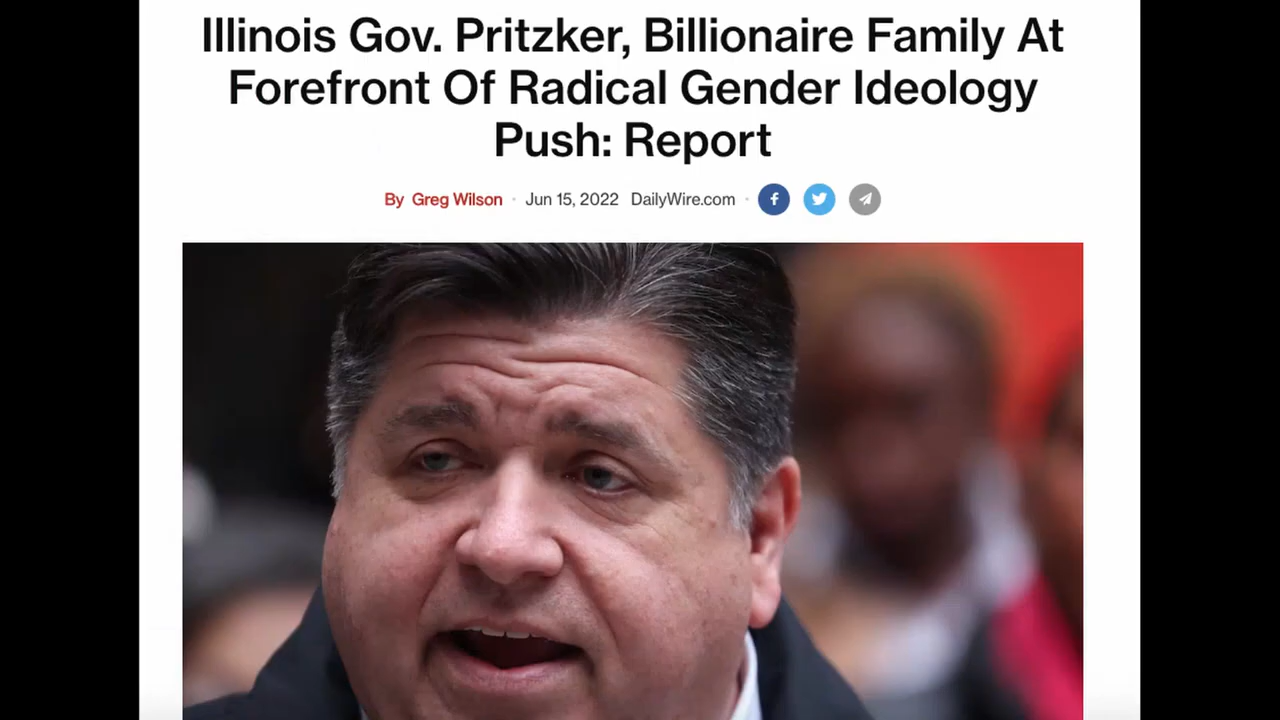 Illinois Gov. Pritzker, Billionaire Family At
Forefront Of Radical Gender Ideology
Push: Report
By Greg Wilson · Jun 15, 2022 DailyWire.com ·